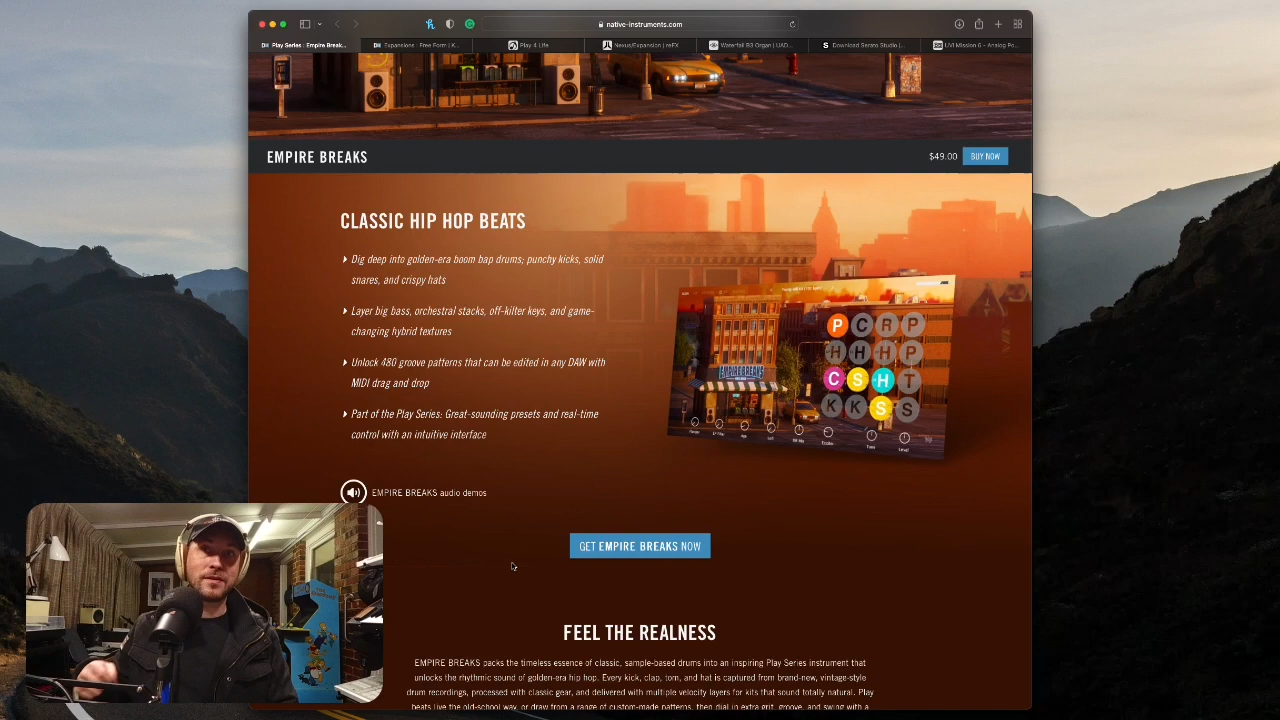 native-instruments.com
Play Series : Empire Break...
Expansions : Free Form | K...
Play 4 Life
Nexus/Expansion | reFX
Waterfall B3 Organ | UAD...
Download Serato Studio |...
UVI Mission 6 - Analog Po...
EMPIRE BREAKS
$49.00 BUY NOW
CLASSIC HIP HOP BEATS
Dig deep into golden-era boom bap drums; punchy kicks, solid
snares, and crispy hats
Layer big bass, orchestral stacks, off-kilter keys, and game-
changing hybrid textures
Unlock 480 groove patterns that can be edited in any DAW with
MIDI drag and drop
Part of the Play Series: Great-sounding presets and real-time
control with an intuitive interface
P C R P
H H H P
C S H T
K K S S
EMPIRE BREAKS
EMPIRE BREAKS audio demos
GET EMPIRE BREAKS NOW
FEEL THE REALNESS
EMPIRE BREAKS packs the timeless essence of classic, sample-based drums into an inspiring Play Series instrument that
unlocks the rhythmic sound of golden-era hip hop. Every kick, clap, tom, and hat is captured from brand-new, vintage-style
drum recordings, processed with classic gear, and delivered with multiple velocity layers for kits that sound totally natural. Play
beats live the old-school way, or draw from a range of custom-made patterns, then dial in extra grit, groove, and swing with a